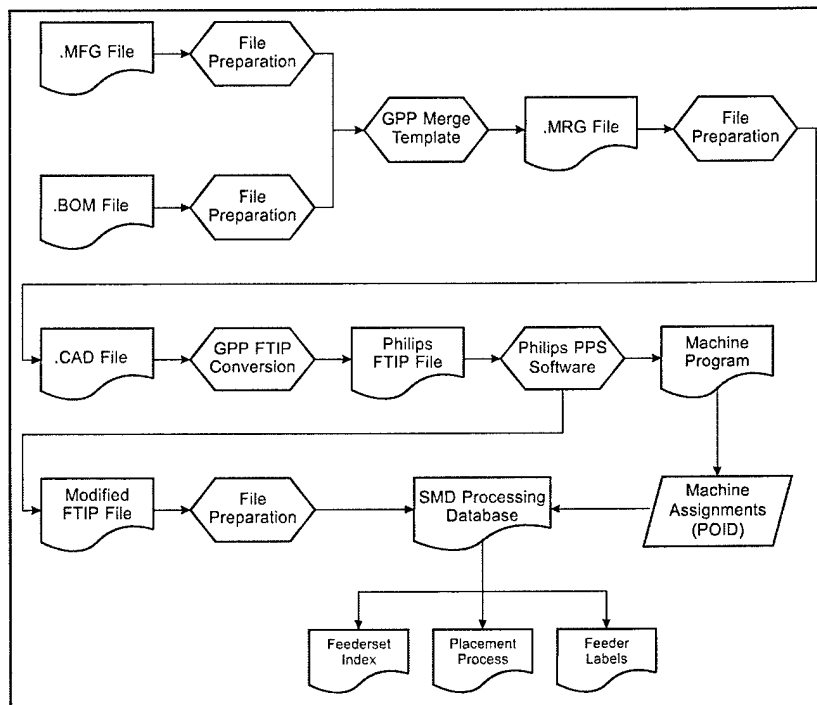 .MFG File
File
Preparation
GPP Merge
Template
.MRG File
File
Preparation
.BOM File
File
Preparation
.CAD File
GPP FTIP
Conversion
Philips
FTIP File
Philips PPS
Software
Machine
Program
Modified
FTIP File
File
Preparation
SMD Processing
Database
Machine
Assignments
(POID)
Feederset
Index
Placement
Process
Feeder
Labels